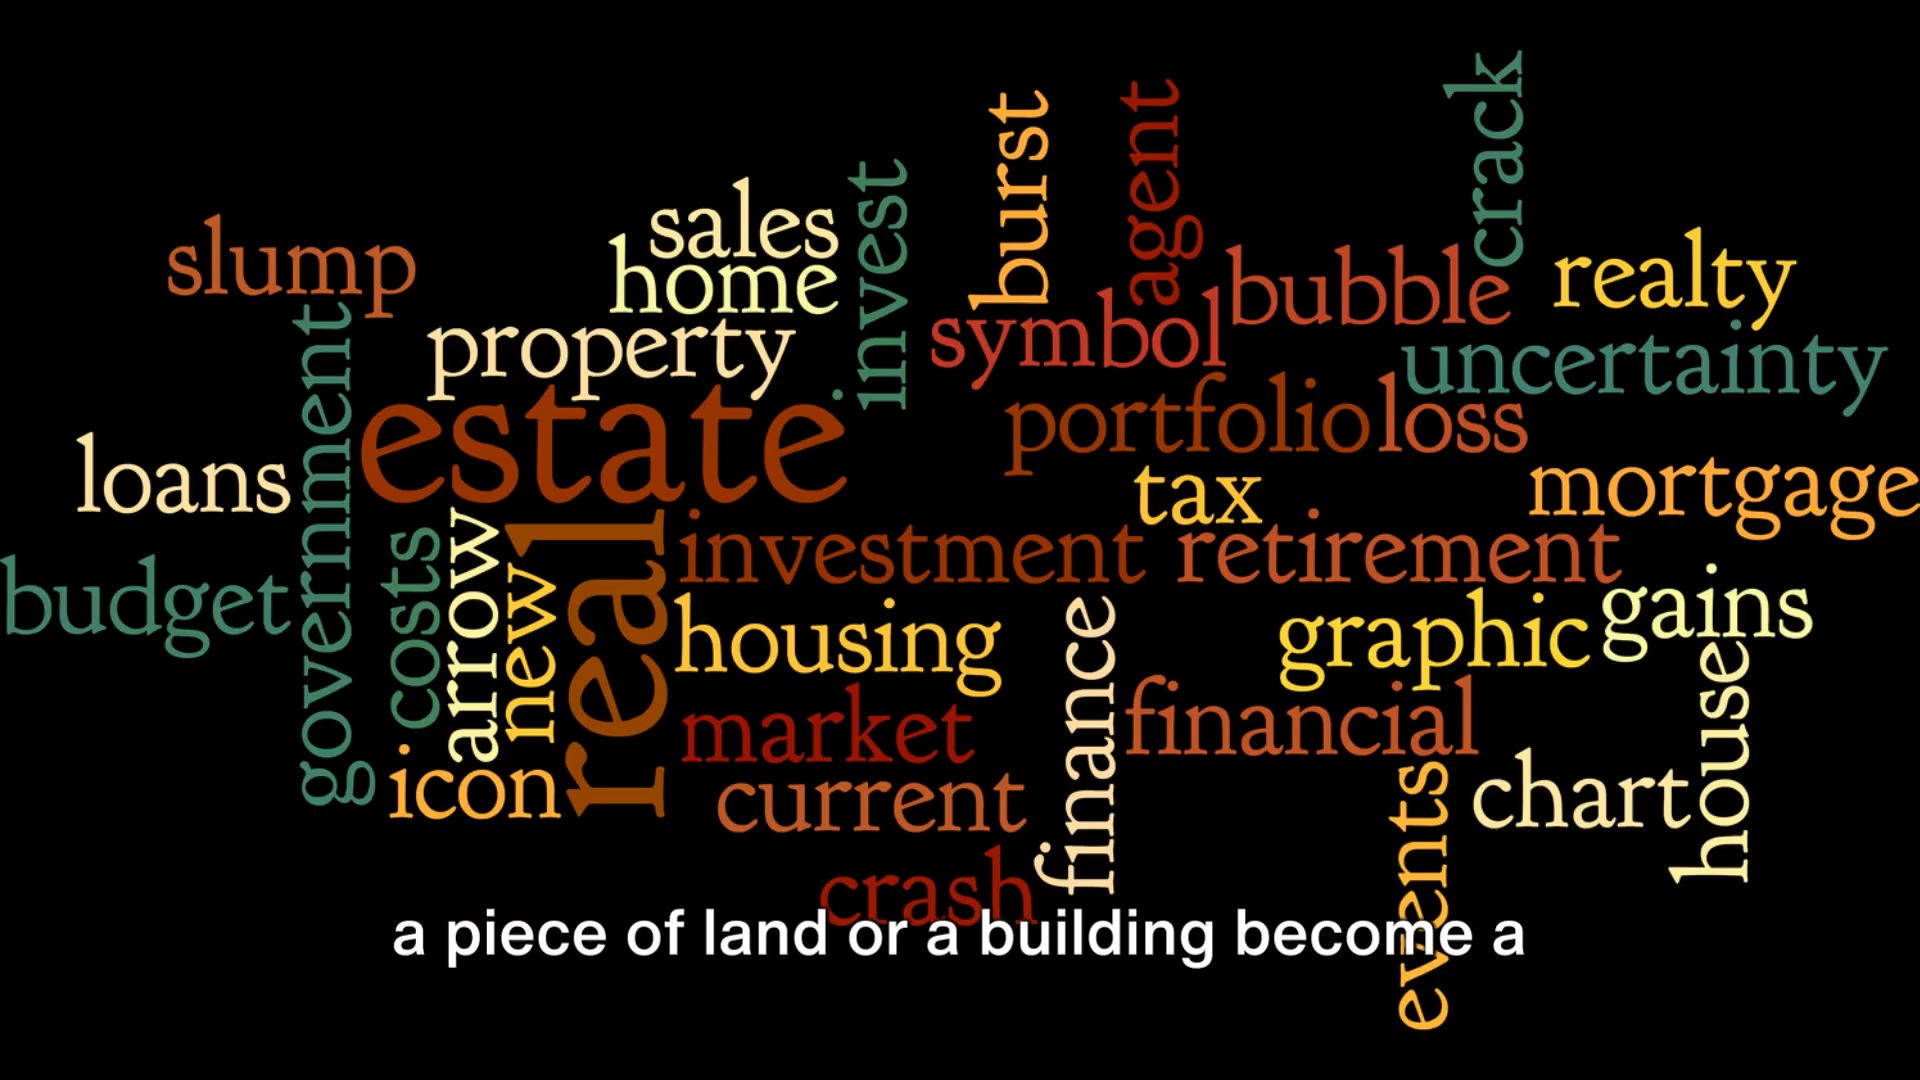 crack
burst
agent
invest
sales
home
slump
bubble
realty
symbol
property
uncertainty
government
estate
portfolio
loss
loans
tax
mortgage
investment
retirement
budget
costs
arrow
new
real
housing
finance
graphic
gains
house
market
financial
icon
current
chart
events
crash
a piece of land or a building become a